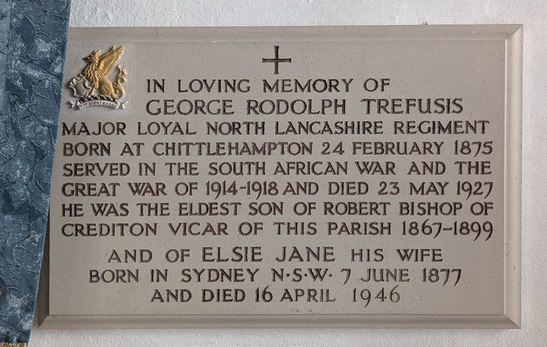 IN LOVING MEMORY OF
GEORGE RODOLPH TREFUSIS
MAJOR LOYAL NORTH LANCASHIRE REGIMENT
BORN AT CHITTLEHAMPTON 24 FEBRUARY 1875
SERVED IN THE SOUTH AFRICAN WAR AND THE
GREAT WAR OF 1914-1918 AND DIED 23 MAY 1927
HE WAS THE ELDEST SON OF ROBERT BISHOP OF
CREDITON VICAR OF THIS PARISH 1867-1899
AND OF ELSIE JANE HIS WIFE
BORN IN SYDNEY N·S·W· 7 JUNE 1877
AND DIED 16 APRIL 1946